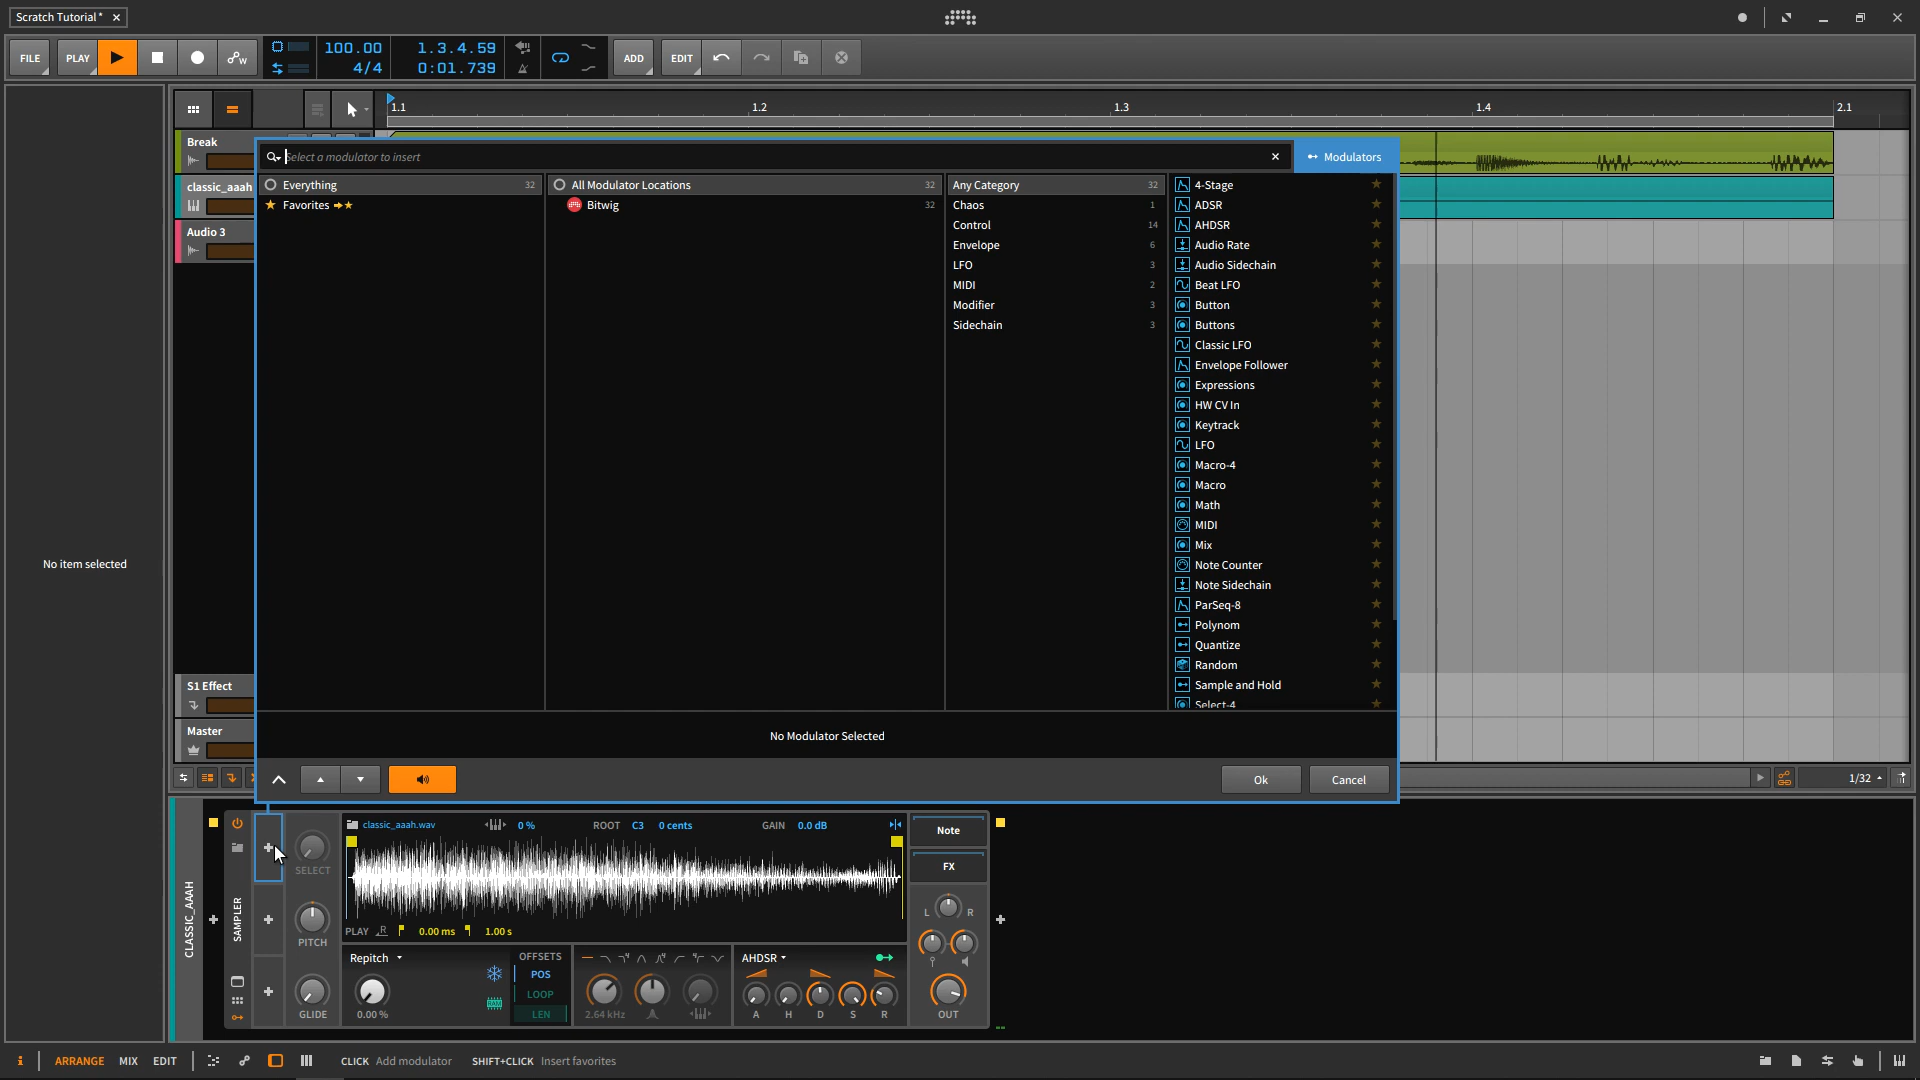 Scratch Tutorial* ×
FILE PLAY 100.00 4/4 1.3.4.59 0:01.739 ADD EDIT
1.1 1.2 1.3 1.4 2.1
Break
classic_aaah
Audio 3
S1 Effect
Master
No item selected
Select a modulator to insert
Modulators
Everything 32
Favorites
All Modulator Locations 32
Bitwig 32
Any Category 32
Chaos 1
Control 14
Envelope 6
LFO 3
MIDI 2
Modifier 3
Sidechain 3
4-Stage
ADSR
AHDSR
Audio Rate
Audio Sidechain
Beat LFO
Button
Buttons
Classic LFO
Envelope Follower
Expressions
HW CV In
Keytrack
LFO
Macro-4
Macro
Math
MIDI
Mix
Note Counter
Note Sidechain
ParSeq-8
Polynom
Quantize
Random
Sample and Hold
Select-4
No Modulator Selected
Ok Cancel
1/32
CLASSIC_AAAH
SAMPLER
SELECT
PITCH
GLIDE
classic_aaah.wav 0 % ROOT C3 0 cents GAIN 0.0 dB
PLAY R 0.00 ms 1.00 s
Repitch
0.00 %
OFFSETS
POS
LOOP
LEN
2.64 kHz
AHDSR
A H D S R
Note
FX
L R
OUT
i ARRANGE MIX EDIT CLICK Add modulator SHIFT+CLICK Insert favorites